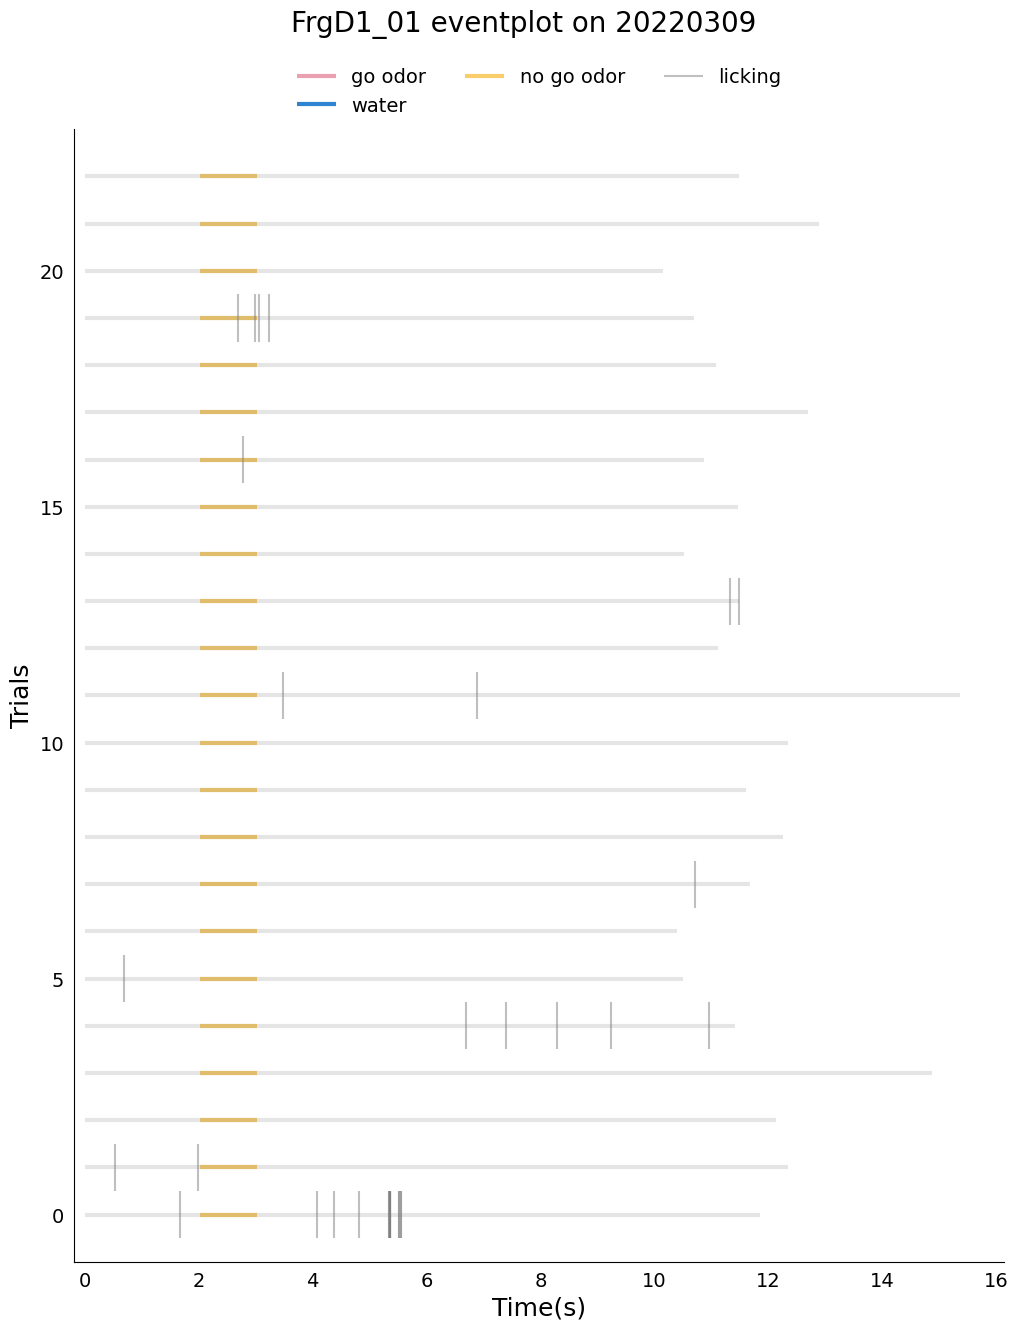 FrgD1_01 eventplot on 20220309
go odor no go odor licking
water
20
15
10
5
0
Trials
0 2 4 6 8 10 12 14 16
Time(s)